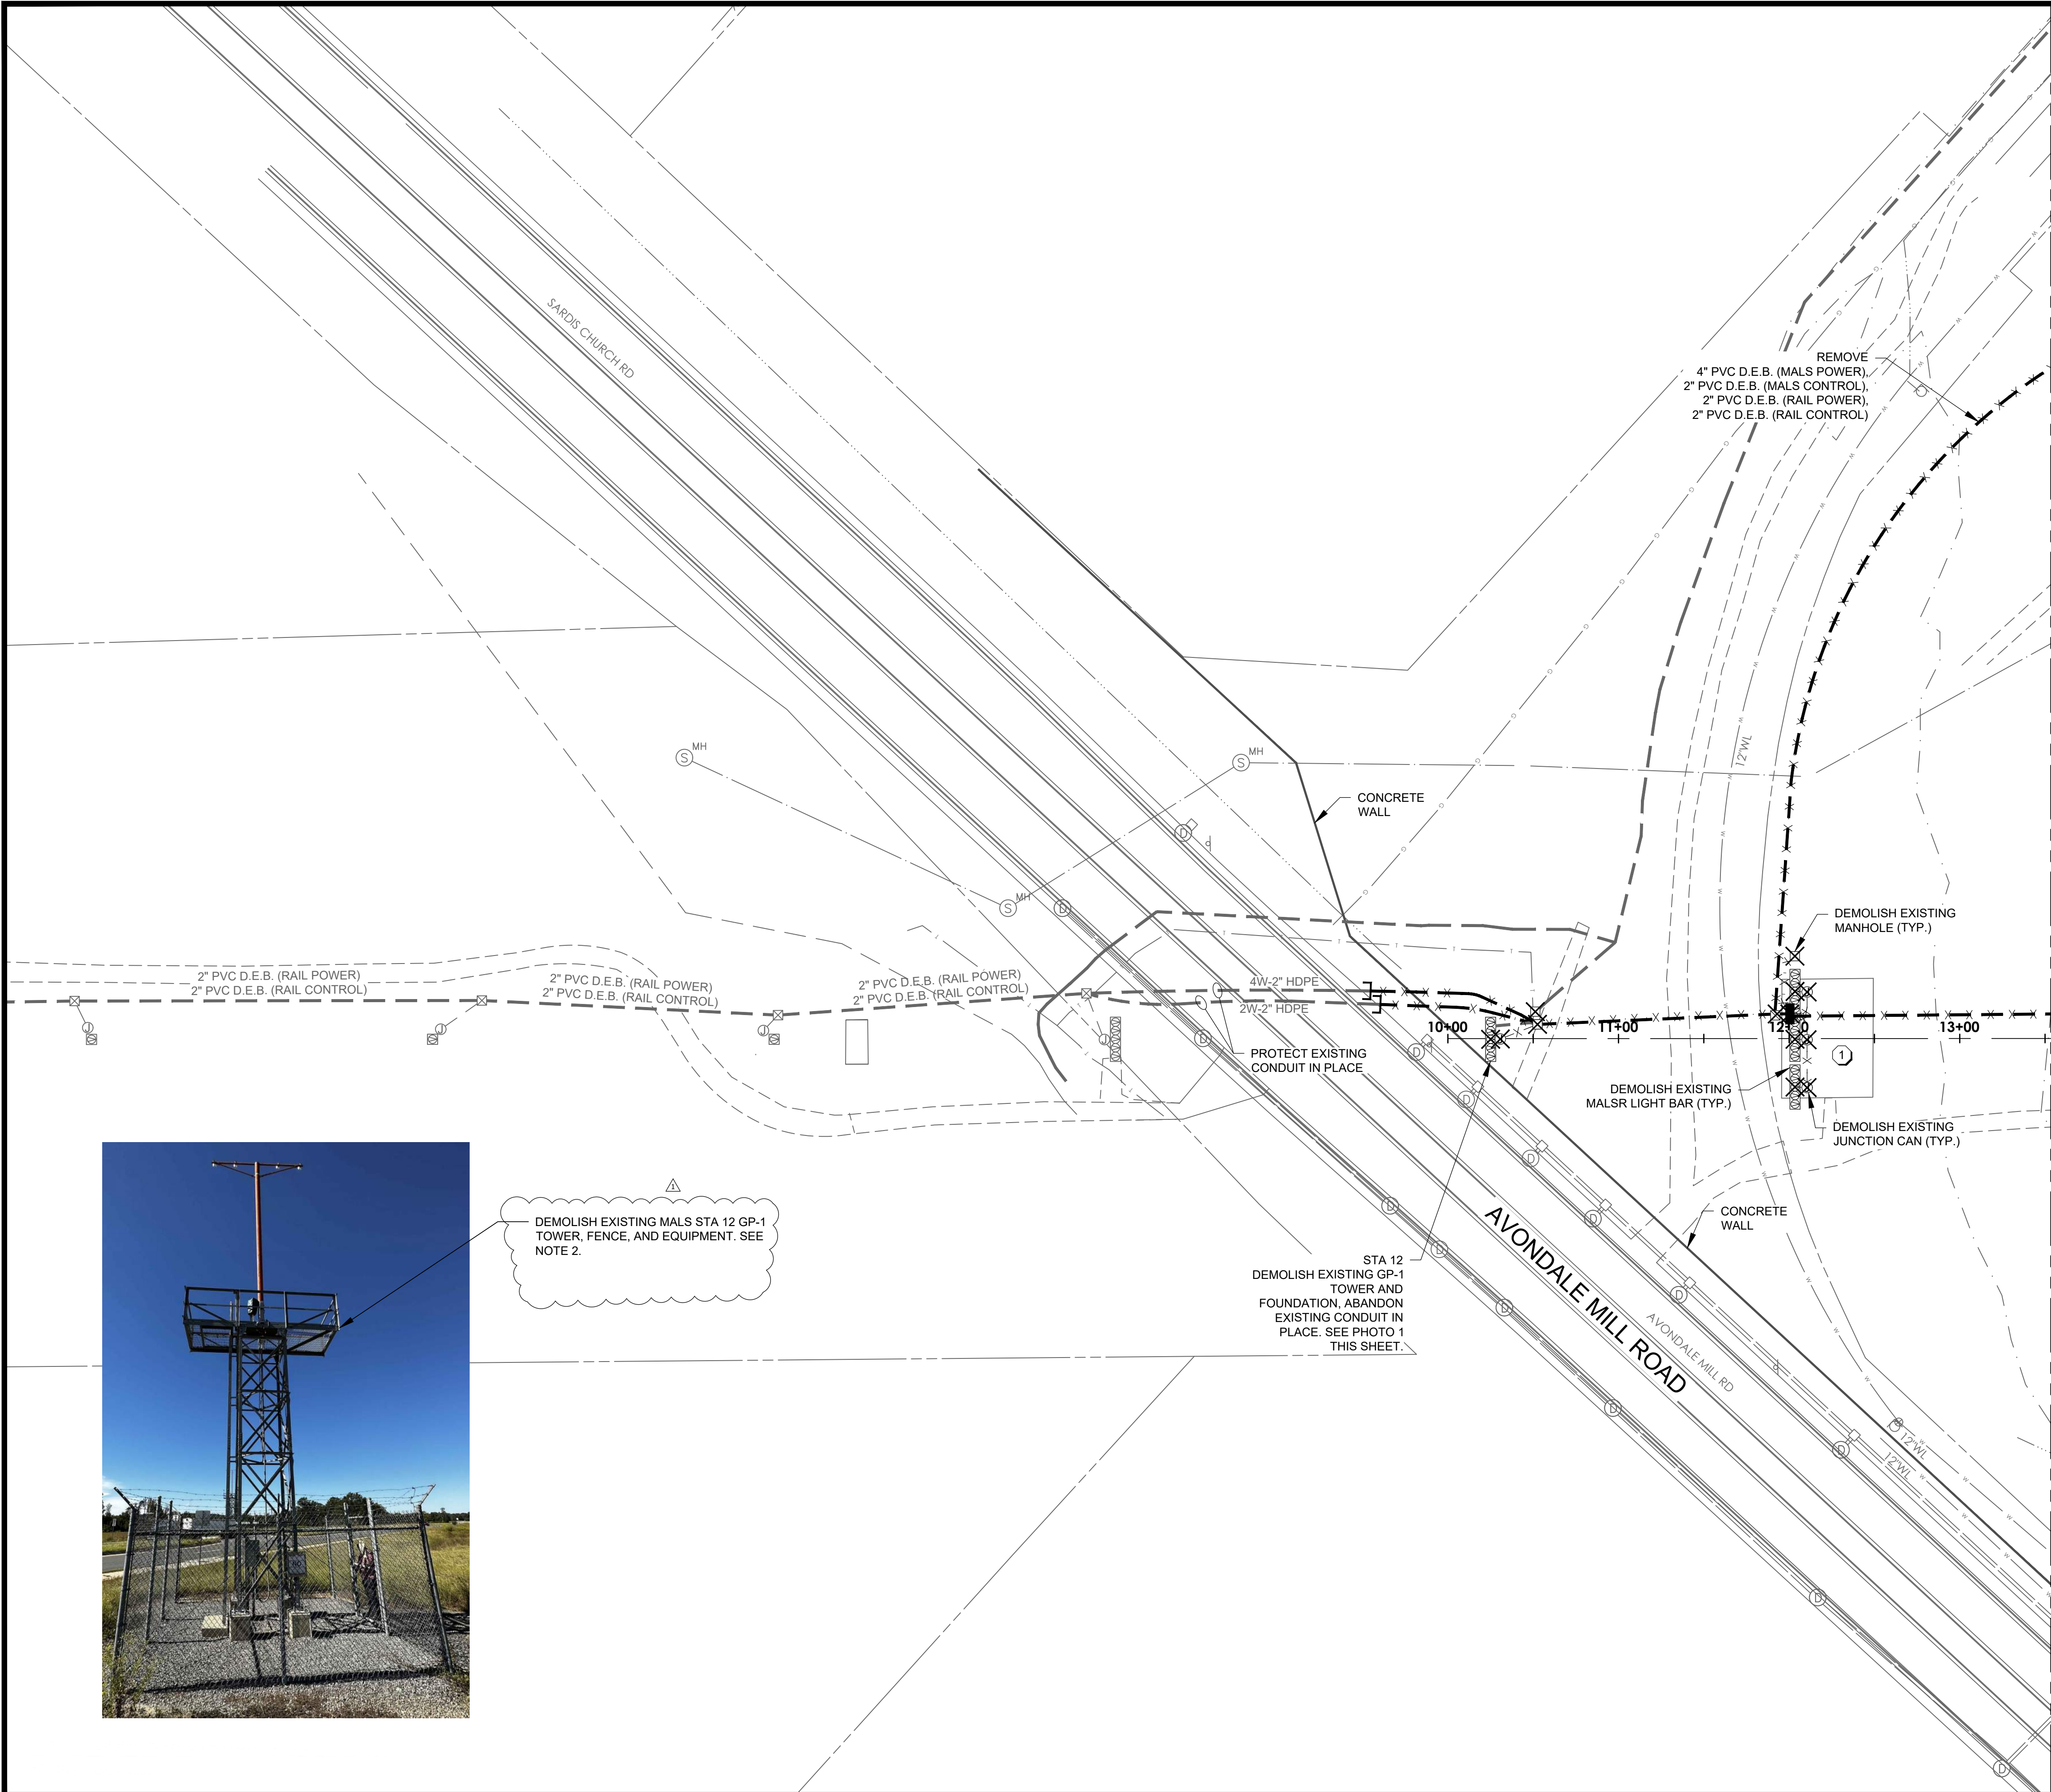 SARDIS CHURCH RD
REMOVE
4" PVC D.E.B. (MALS POWER),
2" PVC D.E.B. (MALS CONTROL),
2" PVC D.E.B. (RAIL POWER),
2" PVC D.E.B. (RAIL CONTROL)
12"WL
S MH
S MH
CONCRETE
WALL
D
S MH
D
DEMOLISH EXISTING
MANHOLE (TYP.)
2" PVC D.E.B. (RAIL POWER)
2" PVC D.E.B. (RAIL CONTROL)
2" PVC D.E.B. (RAIL POWER)
2" PVC D.E.B. (RAIL CONTROL)
2" PVC D.E.B. (RAIL POWER)
2" PVC D.E.B. (RAIL CONTROL)
4W-2" HDPE
2W-2" HDPE
J
J
J
J
10+00
11+00
12+00
13+00
D
D
1
PROTECT EXISTING
CONDUIT IN PLACE
DEMOLISH EXISTING
MALSR LIGHT BAR (TYP.)
D
DEMOLISH EXISTING
JUNCTION CAN (TYP.)
D
1
DEMOLISH EXISTING MALS STA 12 GP-1
TOWER, FENCE, AND EQUIPMENT. SEE
NOTE 2.
D
D
CONCRETE
WALL
D
STA 12
DEMOLISH EXISTING GP-1
TOWER AND
FOUNDATION, ABANDON
EXISTING CONDUIT IN
PLACE. SEE PHOTO 1
THIS SHEET.
D
D
AVONDALE MILL ROAD
AVONDALE MILL RD
D
D
12"WL
12"WL
D
D